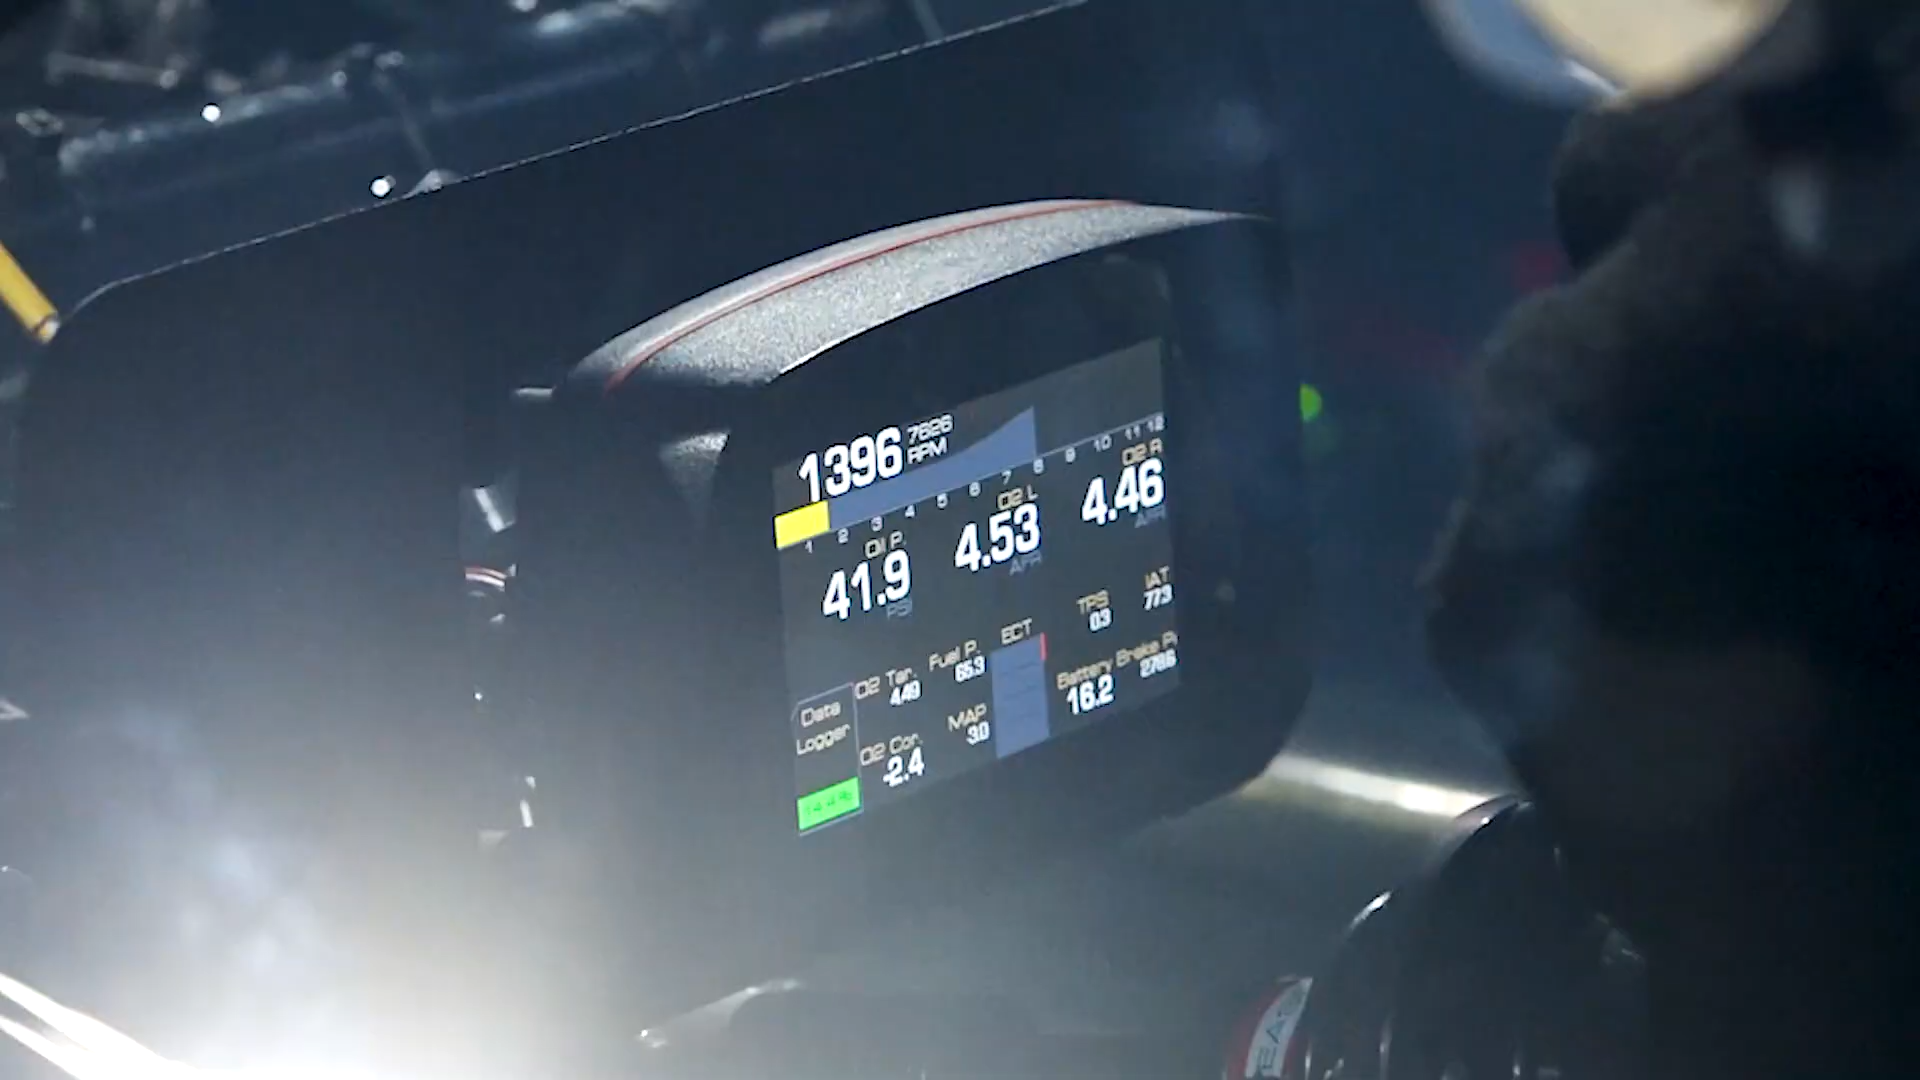 1396 7626
RPM
1 2 3 4 5 6 7 8 9 10 11 12
Oil P. O2 L O2 R
41.9 4.53 4.46
PSI AFR AFR
O2 Tar. Fuel P. ECT TPS IAT
4.49 65.3 0.3 77.3
Data
Logger
O2 Cor. MAP Battery Brake Pr
-2.4 3.0 16.2 278.6